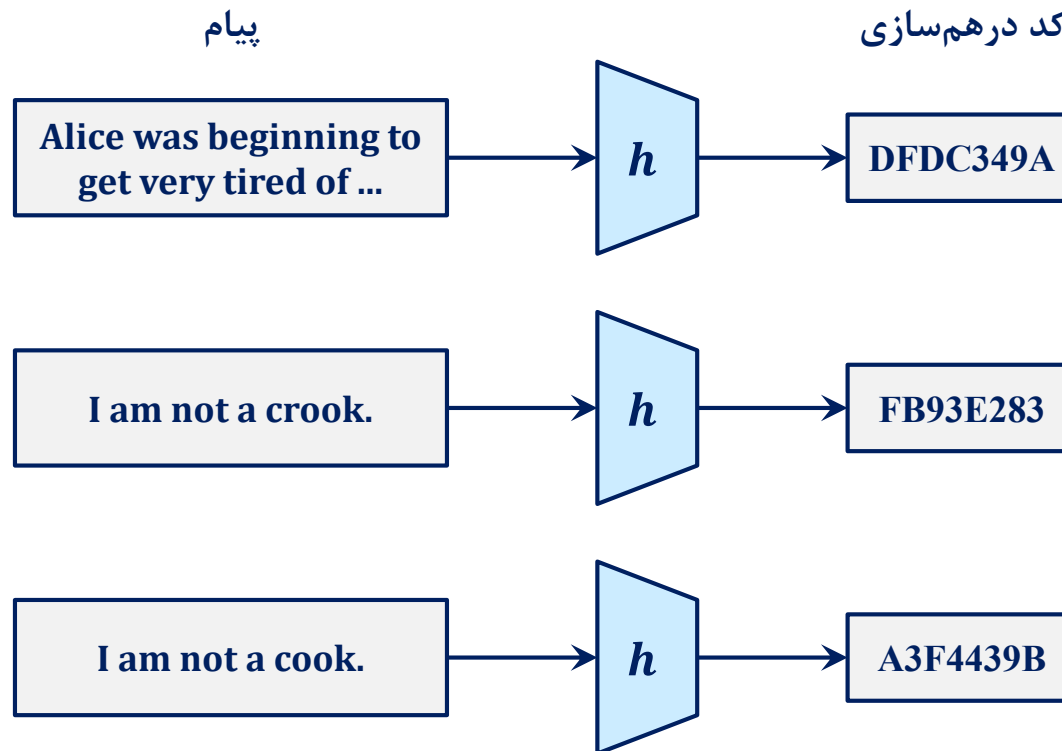 پیام
کد درهم‌سازی
Alice was beginning to
get very tired of ...
h
DFDC349A
I am not a crook.
h
FB93E283
I am not a cook.
h
A3F4439B